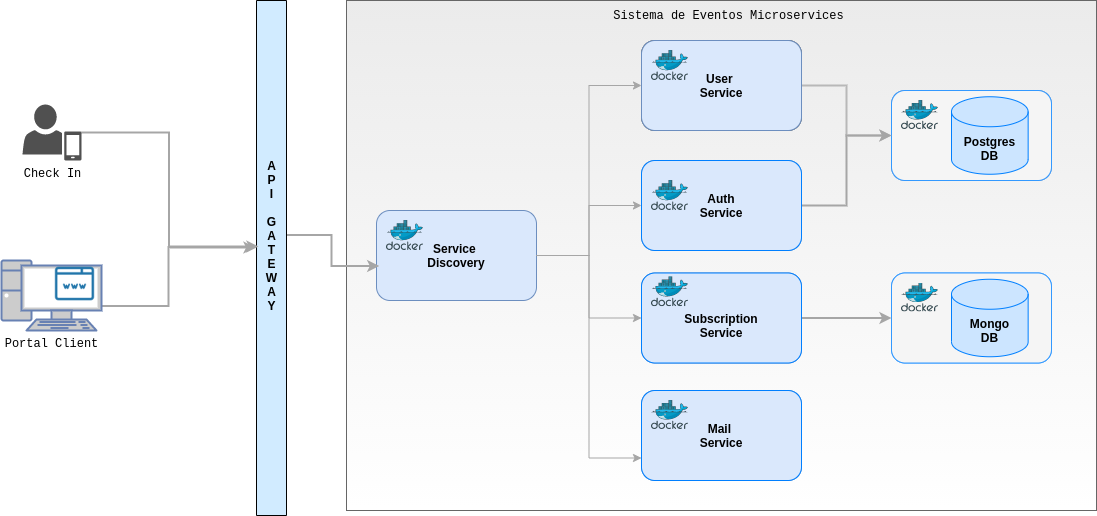 Sistema de Eventos Microservices
Check In
www
Portal Client
A
P
I
G
A
T
E
W
A
Y
docker
Service
Discovery
docker
User
Service
docker
Auth
Service
docker
Subscription
Service
docker
Mail
Service
docker
Postgres
DB
docker
Mongo
DB